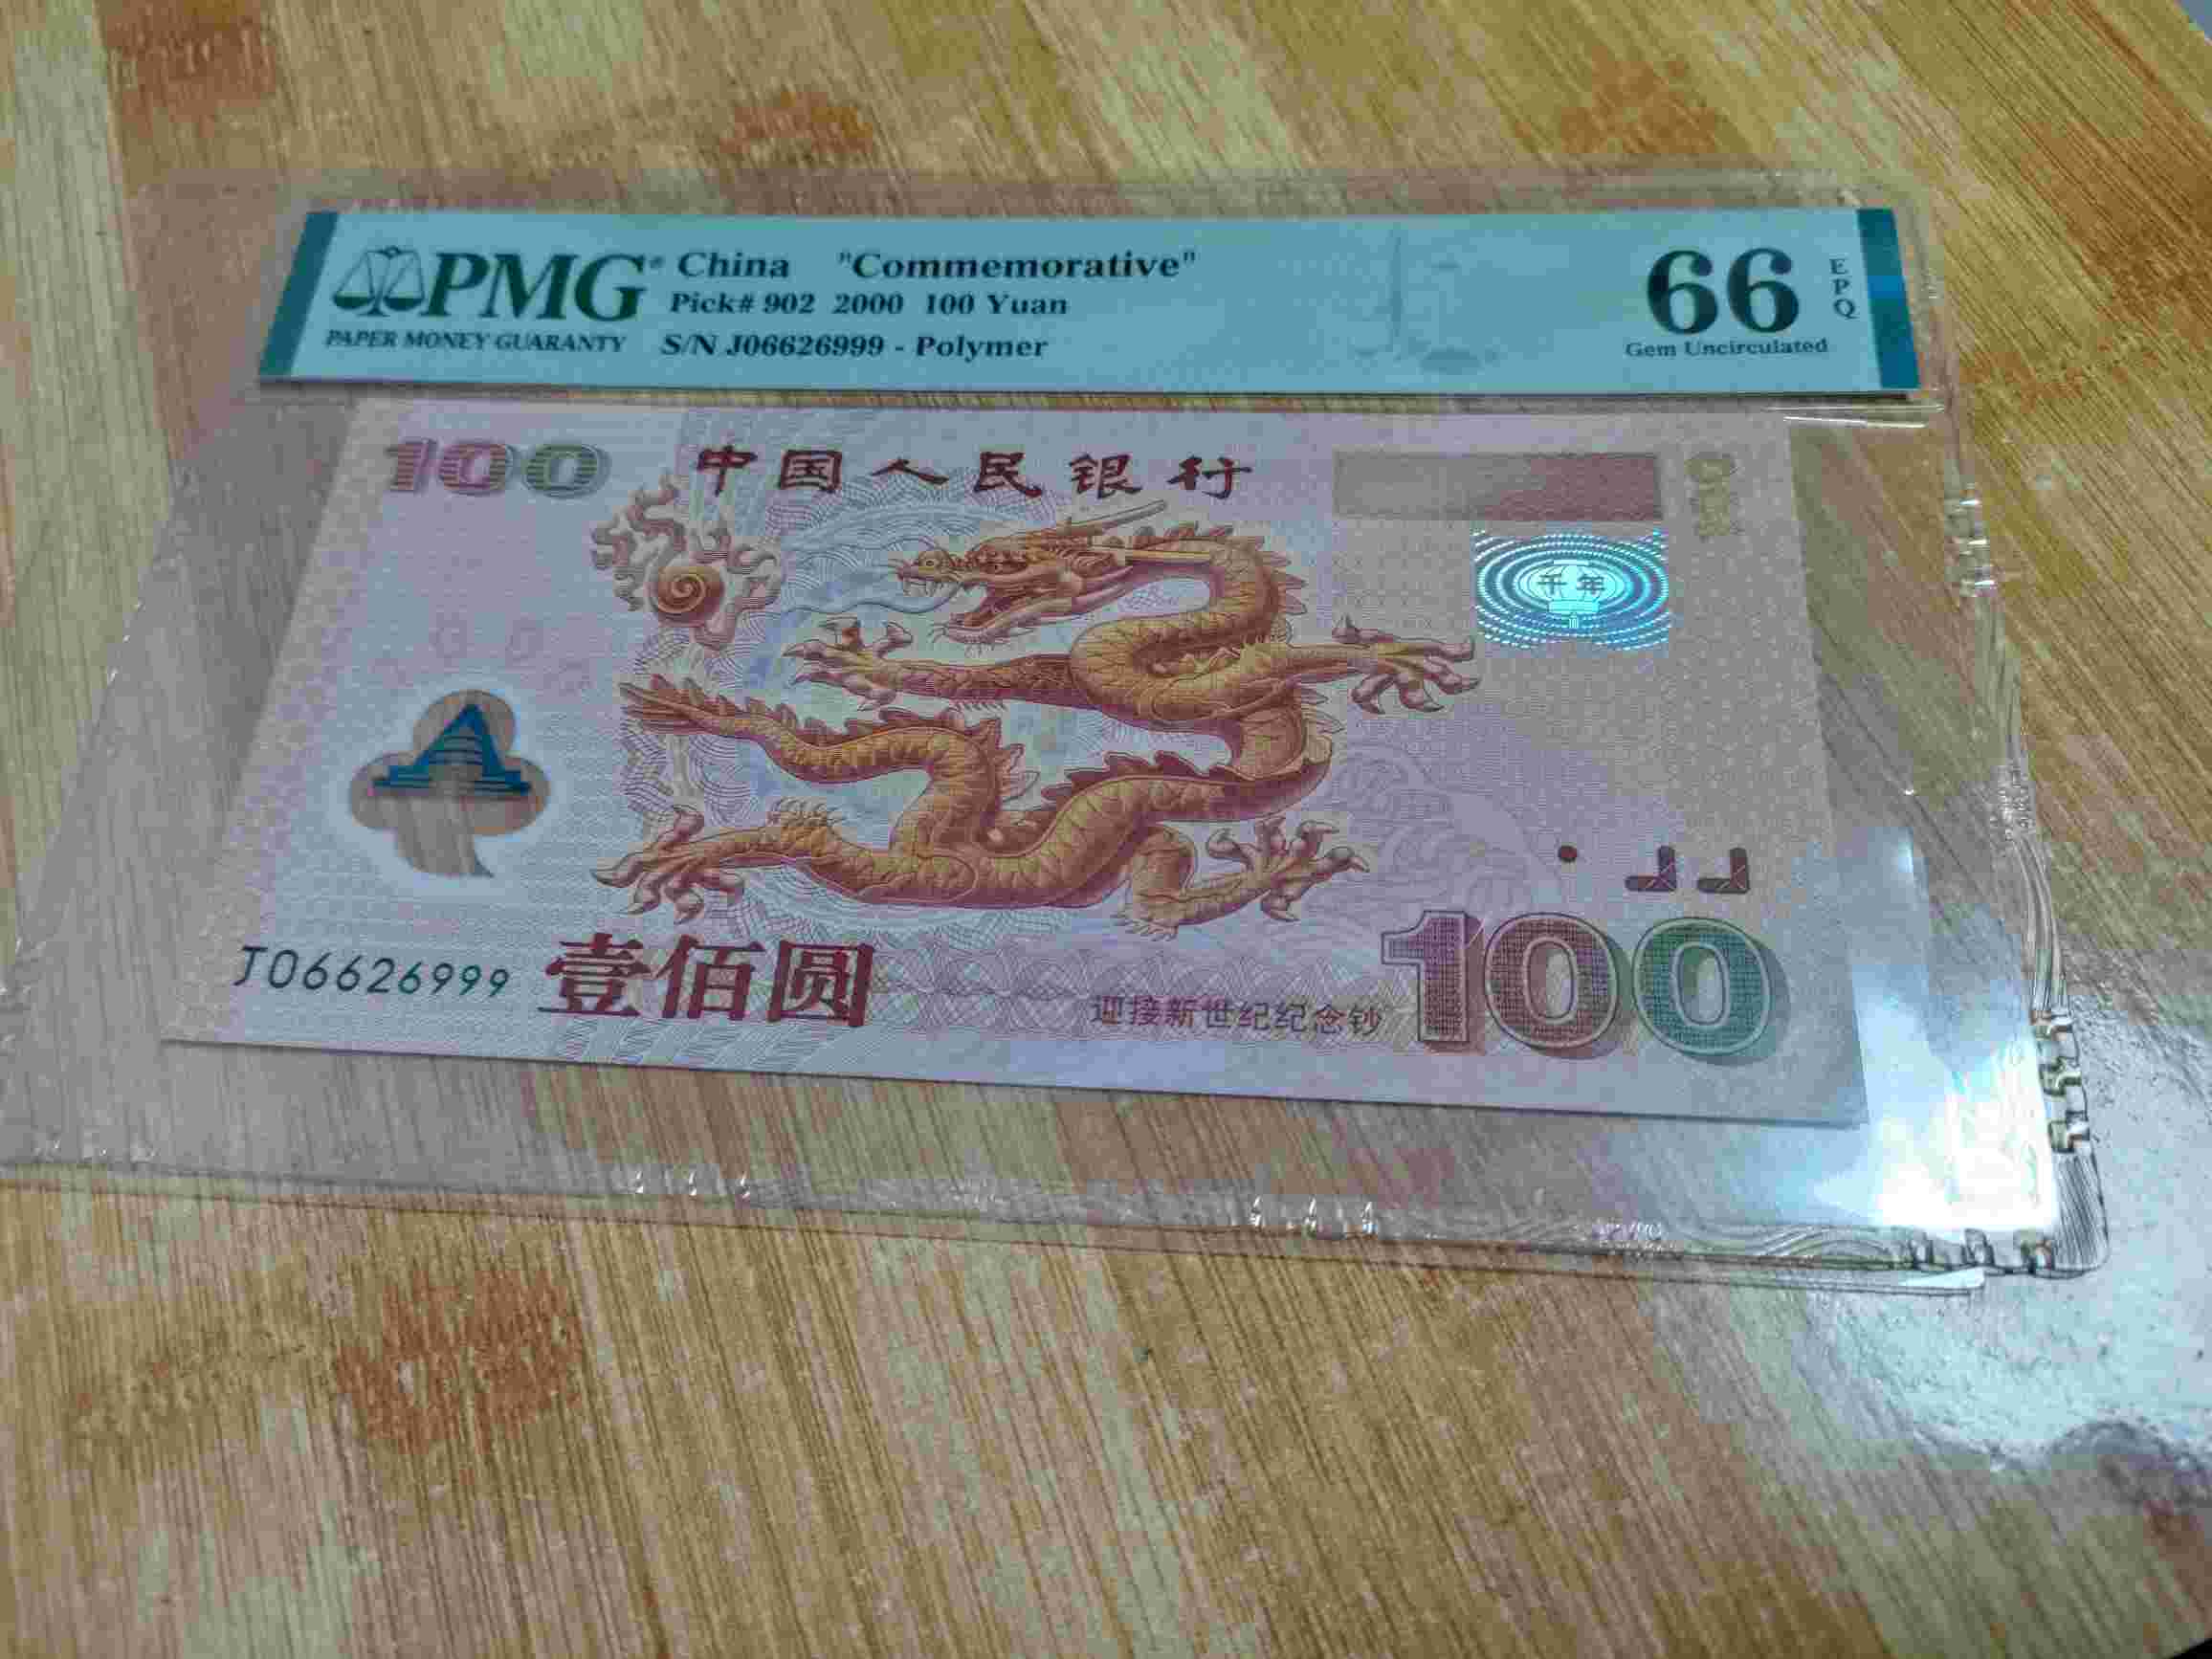 PMG® China "Commemorative"
Pick# 902 2000 100 Yuan
PAPER MONEY GUARANTY S/N J06626999 - Polymer
66 EPQ
Gem Uncirculated
100 中国人民银行
千年
J06626999 壹佰圆
迎接新世纪纪念钞 100